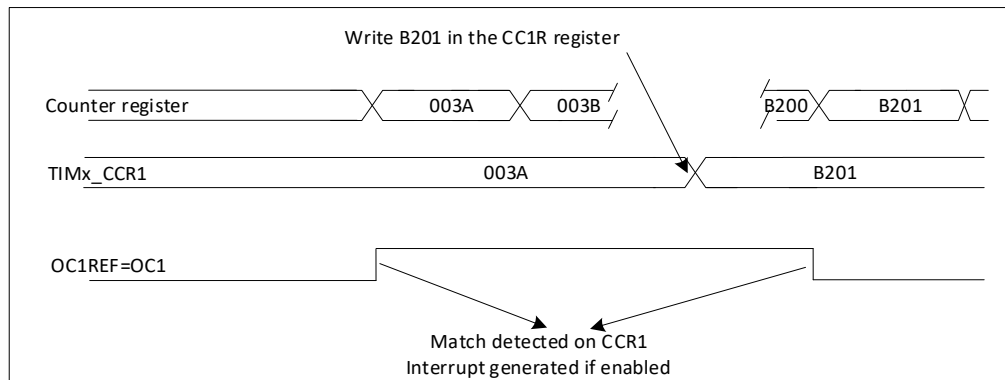 Write B201 in the CC1R register
Counter register 003A 003B B200 B201
TIMx_CCR1 003A B201
OC1REF=OC1
Match detected on CCR1
Interrupt generated if enabled